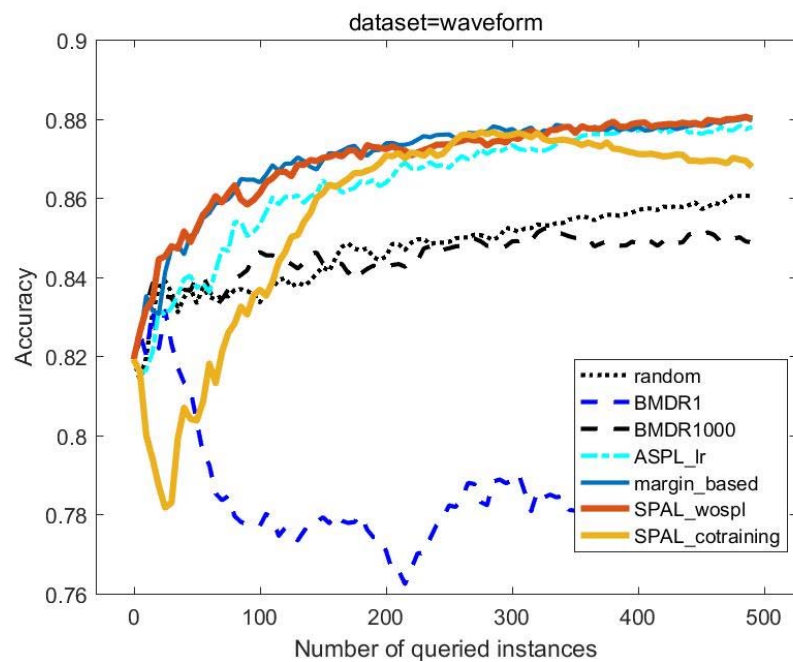 dataset=waveform
0.9
0.88
0.86
0.84
0.82
0.8
0.78
0.76
Accuracy
0
100
200
300
400
500
Number of queried instances
random
BMDR1
BMDR1000
ASPL_lr
margin_based
SPAL_wospl
SPAL_cotraining